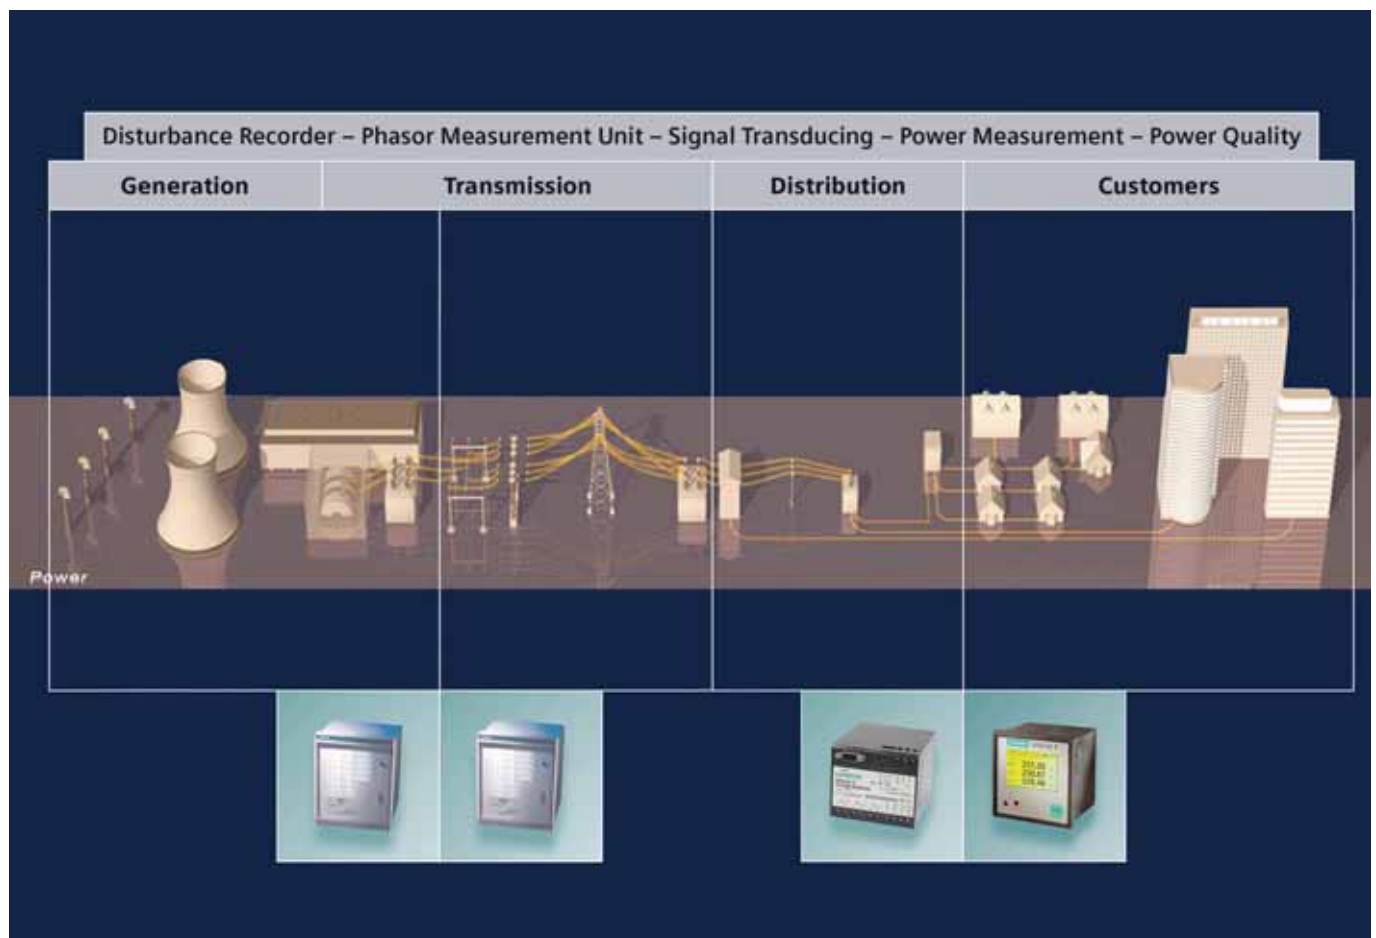 Disturbance Recorder – Phasor Measurement Unit – Signal Transducing – Power Measurement – Power Quality
Generation
Transmission
Distribution
Customers
Power